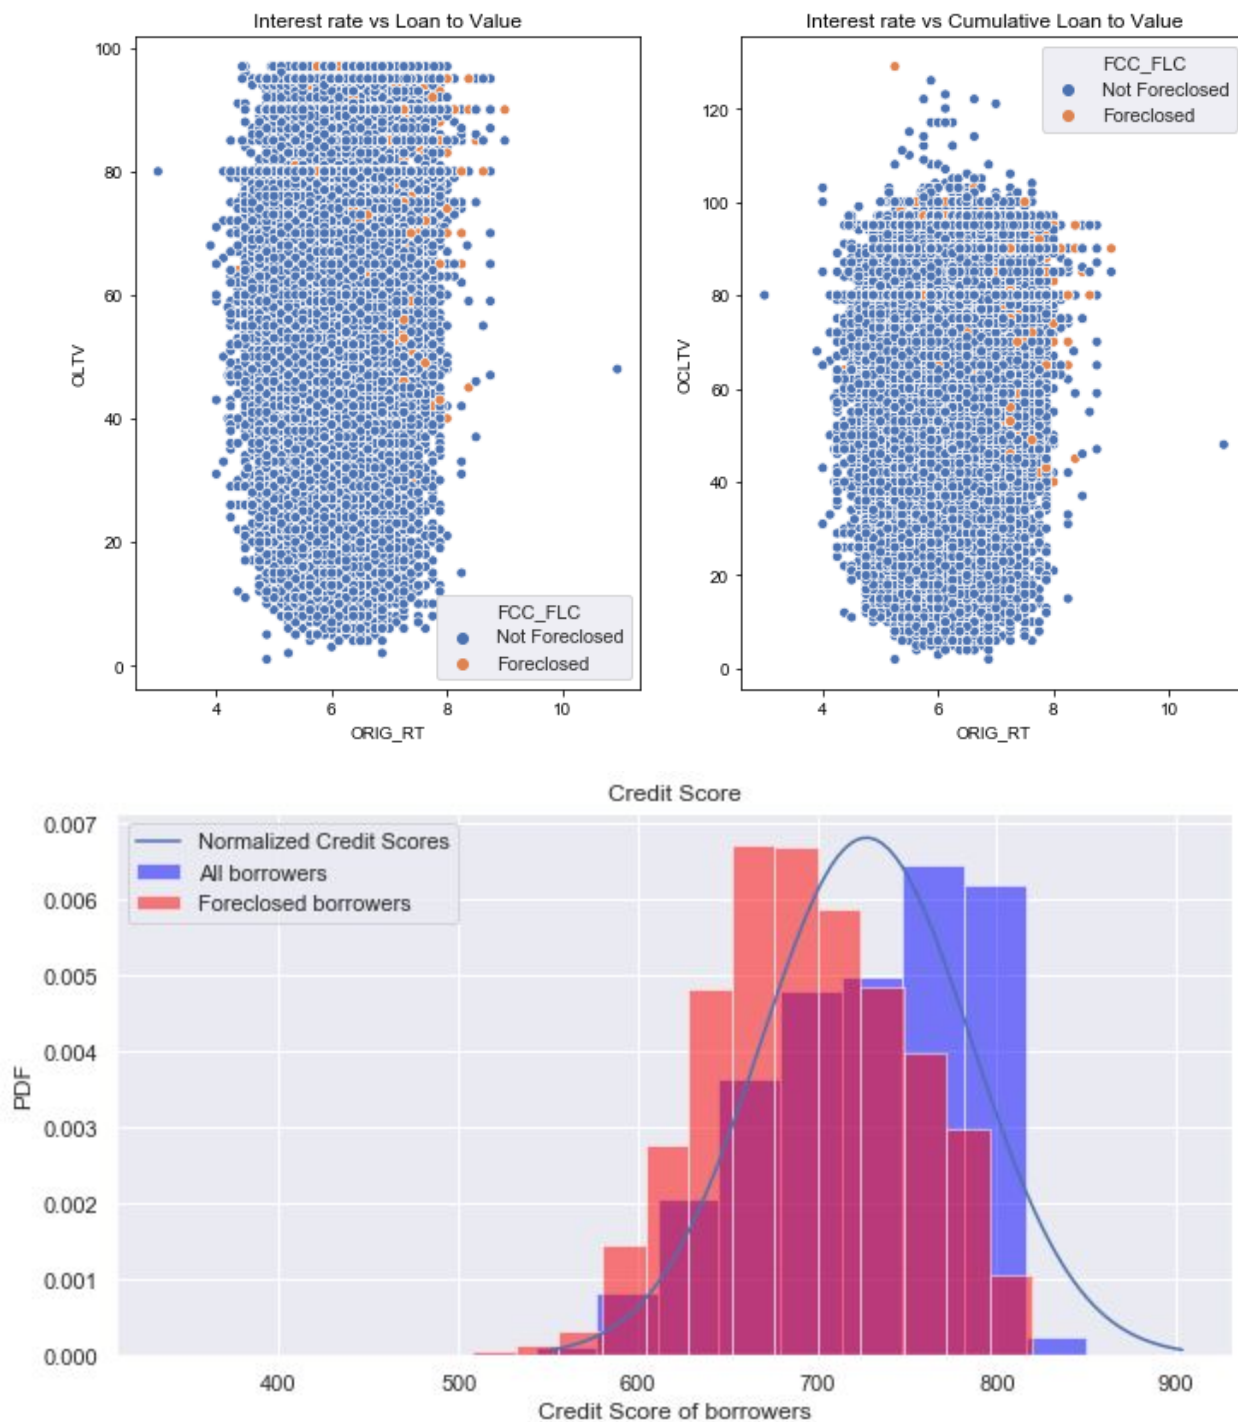 Interest rate vs Loan to Value
100
80
60
40
20
0
OLTV
4 6 8 10
ORIG_RT
FCC_FLC
Not Foreclosed
Foreclosed
Interest rate vs Cumulative Loan to Value
120
100
80
60
40
20
0
OCLTV
4 6 8 10
ORIG_RT
FCC_FLC
Not Foreclosed
Foreclosed
Credit Score
0.007
0.006
0.005
0.004
0.003
0.002
0.001
0.000
PDF
Normalized Credit Scores
All borrowers
Foreclosed borrowers
400 500 600 700 800 900
Credit Score of borrowers